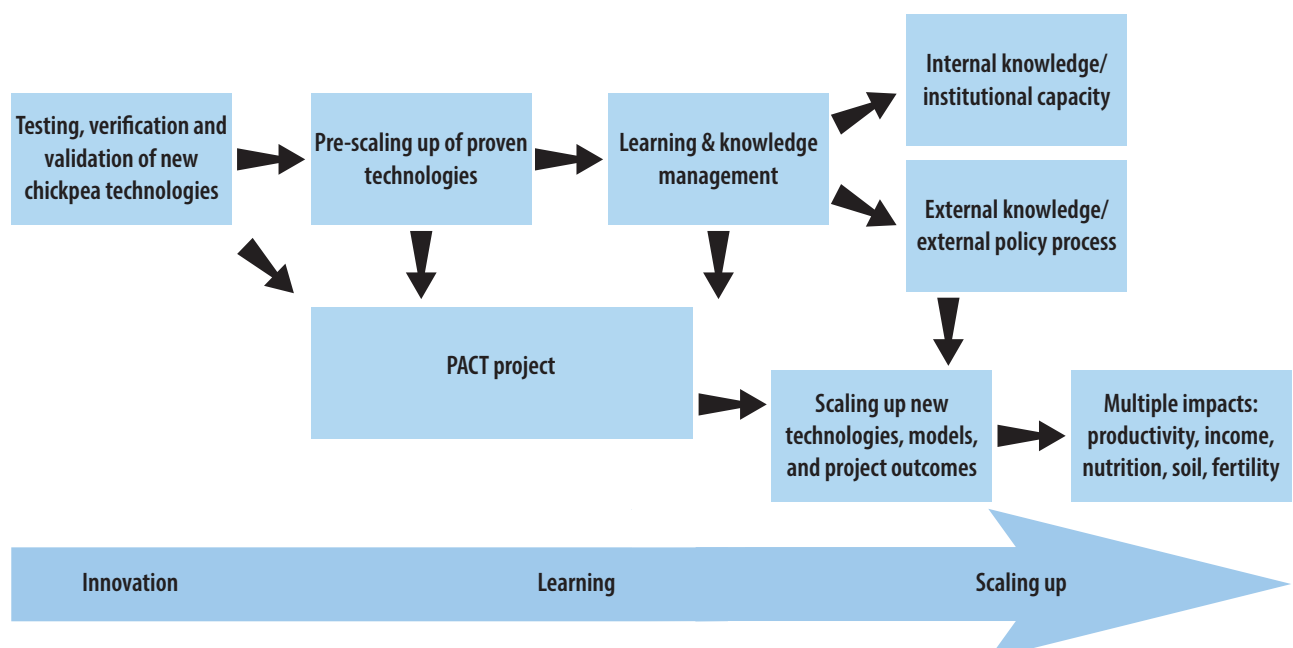 Testing, verification and
validation of new
chickpea technologies
Pre-scaling up of proven
technologies
Learning & knowledge
management
Internal knowledge/
institutional capacity
External knowledge/
external policy process
PACT project
Scaling up new
technologies, models,
and project outcomes
Multiple impacts:
productivity, income,
nutrition, soil, fertility
Innovation
Learning
Scaling up